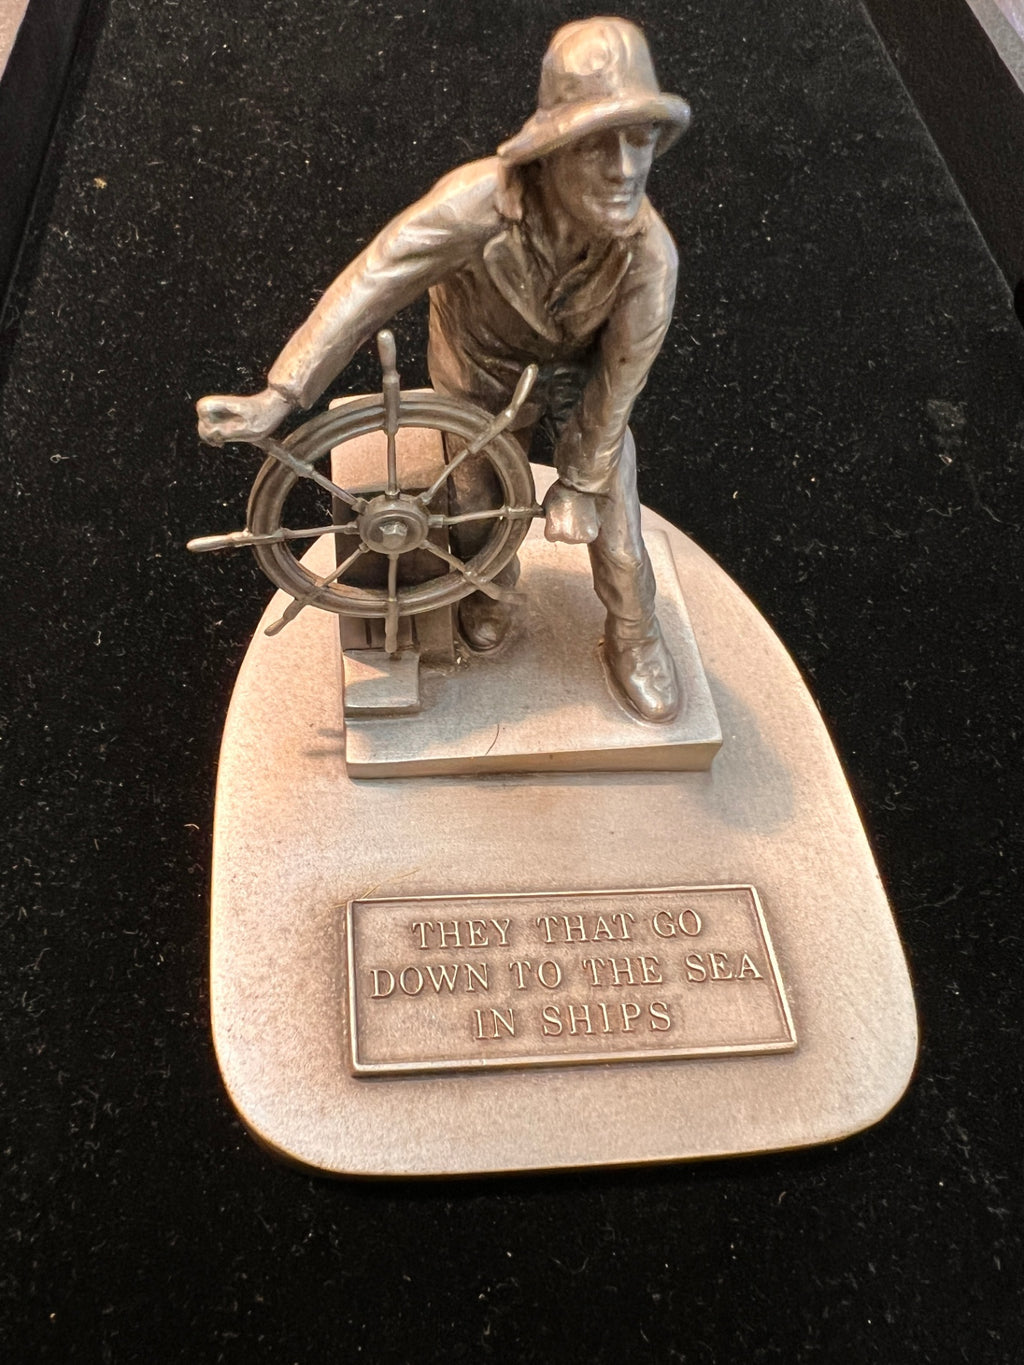 THEY THAT GO
DOWN TO THE SEA
IN SHIPS